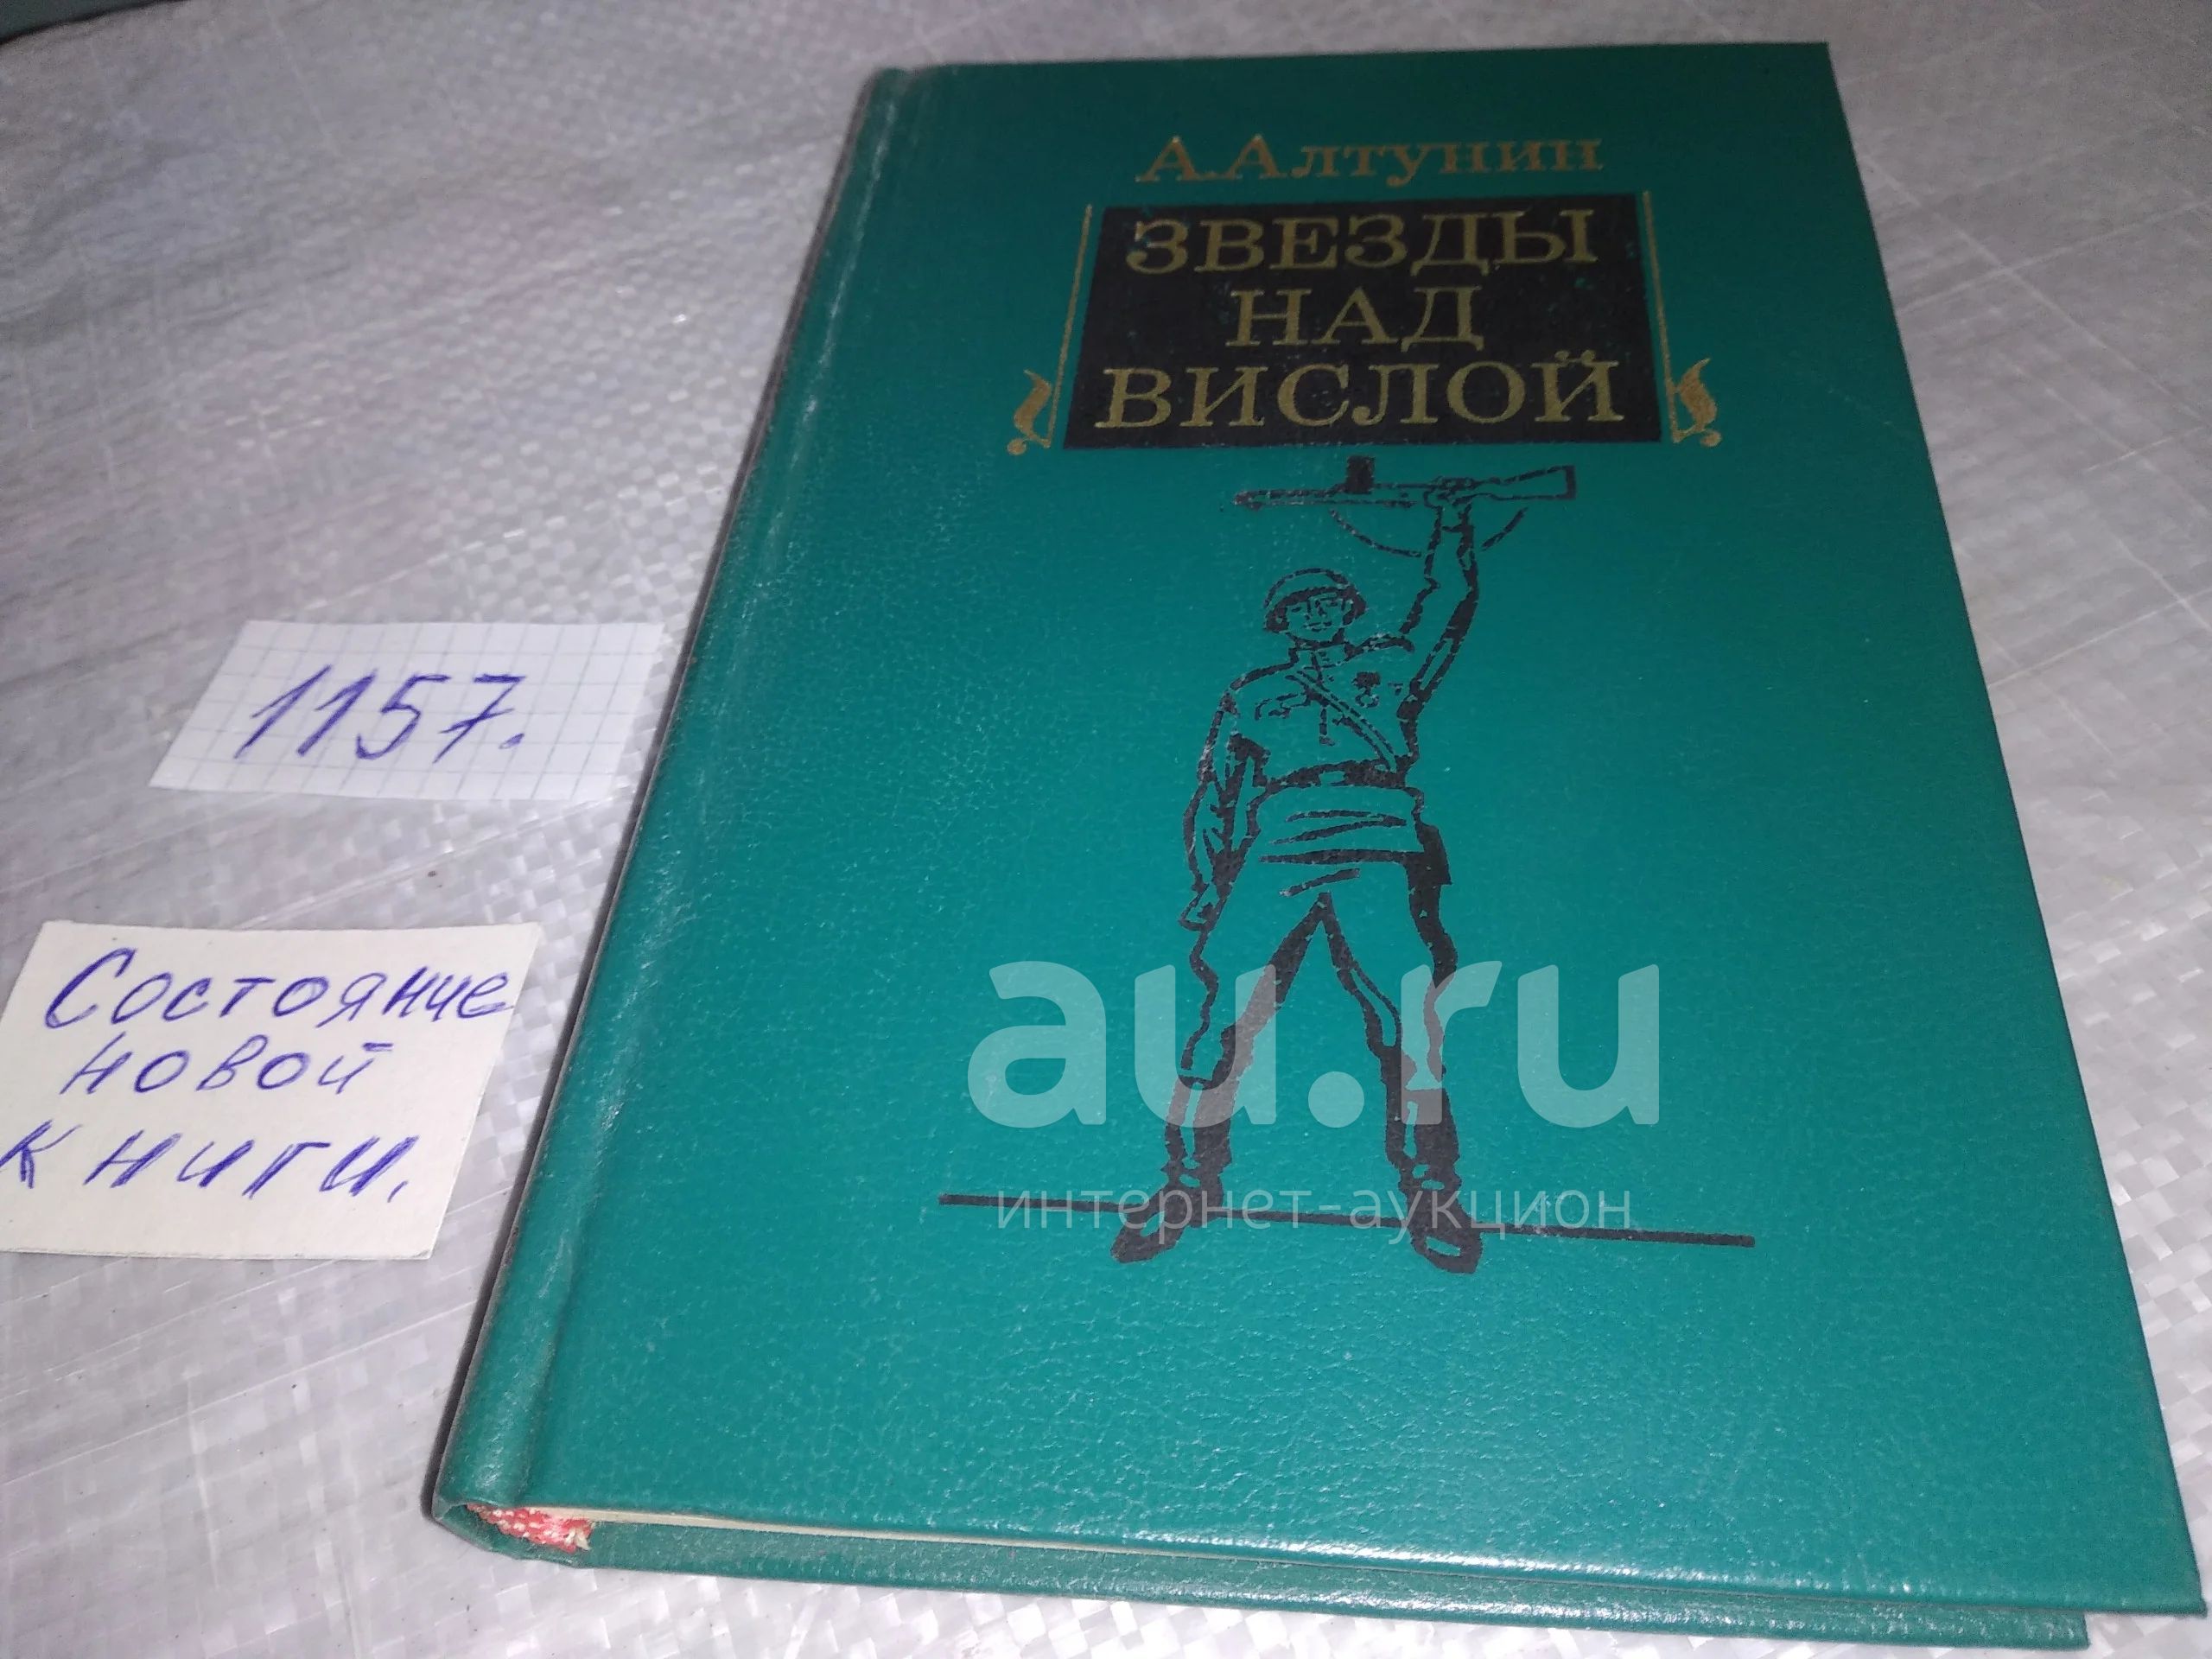 А.Алтунин
ЗВЕЗДЫ
НАД
ВИСЛОЙ
1157.
Состояние
новой
книги.
au.ru
интернет-аукцион